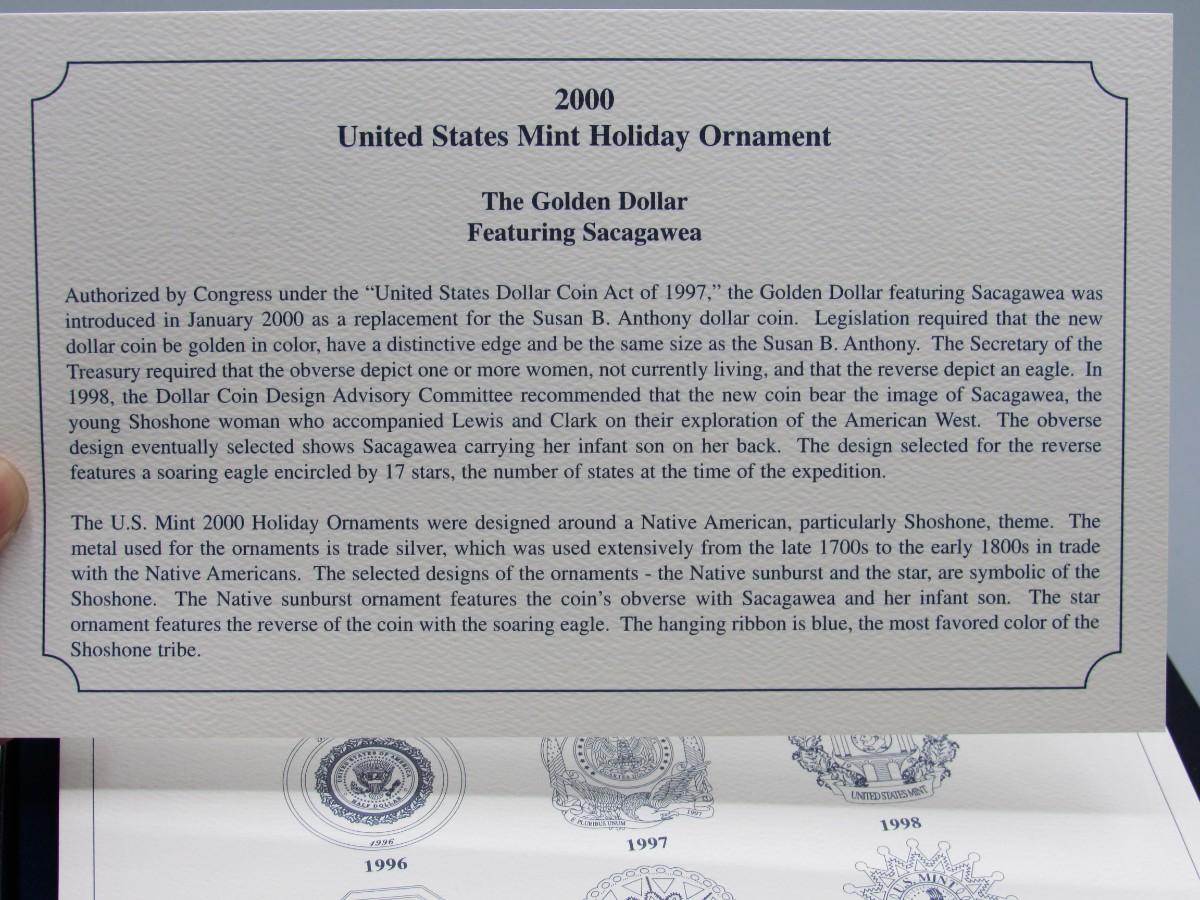 2000
United States Mint Holiday Ornament
The Golden Dollar
Featuring Sacagawea
Authorized by Congress under the “United States Dollar Coin Act of 1997,” the Golden Dollar featuring Sacagawea was
introduced in January 2000 as a replacement for the Susan B. Anthony dollar coin. Legislation required that the new
dollar coin be golden in color, have a distinctive edge and be the same size as the Susan B. Anthony. The Secretary of the
Treasury required that the obverse depict one or more women, not currently living, and that the reverse depict an eagle. In
1998, the Dollar Coin Design Advisory Committee recommended that the new coin bear the image of Sacagawea, the
young Shoshone woman who accompanied Lewis and Clark on their exploration of the American West. The obverse
design eventually selected shows Sacagawea carrying her infant son on her back. The design selected for the reverse
features a soaring eagle encircled by 17 stars, the number of states at the time of the expedition.
The U.S. Mint 2000 Holiday Ornaments were designed around a Native American, particularly Shoshone, theme. The
metal used for the ornaments is trade silver, which was used extensively from the late 1700s to the early 1800s in trade
with the Native Americans. The selected designs of the ornaments - the Native sunburst and the star, are symbolic of the
Shoshone. The Native sunburst ornament features the coin’s obverse with Sacagawea and her infant son. The star
ornament features the reverse of the coin with the soaring eagle. The hanging ribbon is blue, the most favored color of the
Shoshone tribe.
UNITED STATES OF AMERICA
HALF DOLLAR
1996
1996
QUARTER DOLLAR
E PLURIBUS UNUM
1997
1997
UNITED STATES MINT
1998
U.S. MINT